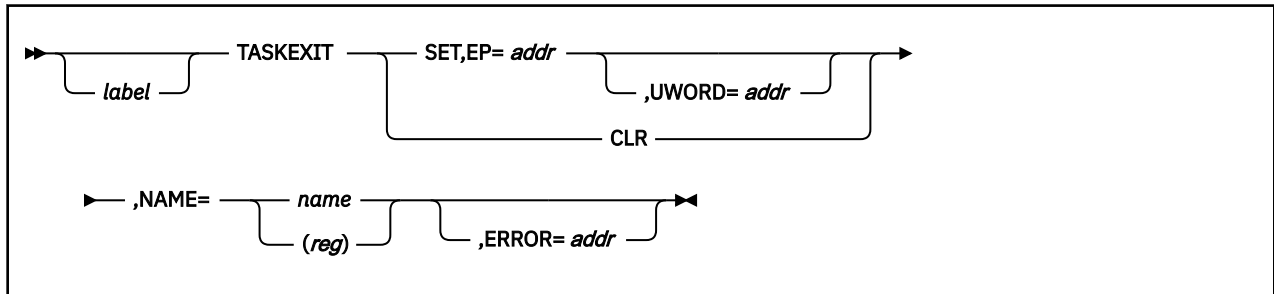 TASKEXIT SET,EP= addr
label ,UWORD= addr
CLR
,NAME= name
(reg) ,ERROR= addr